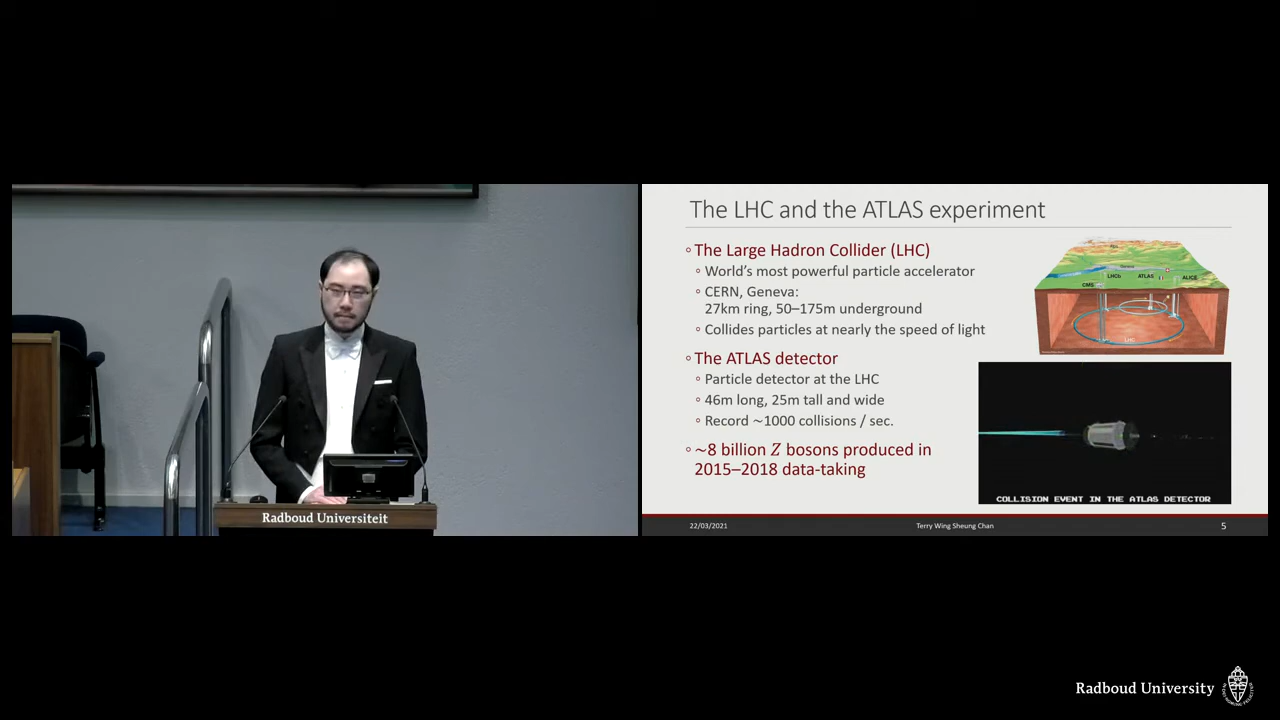 Radboud Universiteit
The LHC and the ATLAS experiment
The Large Hadron Collider (LHC)
World's most powerful particle accelerator
CERN, Geneva:
27km ring, 50–175m underground
Collides particles at nearly the speed of light
The ATLAS detector
Particle detector at the LHC
46m long, 25m tall and wide
Record ~1000 collisions / sec.
~8 billion Z bosons produced in
2015–2018 data-taking
LHCb
ATLAS
ALICE
CMS
LHC
COLLISION EVENT IN THE ATLAS DETECTOR
22/03/2021
Terry Wing Sheung Chan
5
Radboud University